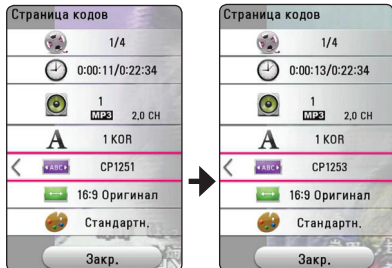 Страница кодов
1/4
0:00:11/0:22:34
1
MP3 2,0 CH
A 1 KOR
ABC CP1251
16:9 Оригинал
Стандартн.
Закр.
Страница кодов
1/4
0:00:13/0:22:34
1
MP3 2,0 CH
A 1 KOR
ABC CP1253
16:9 Оригинал
Стандартн.
Закр.